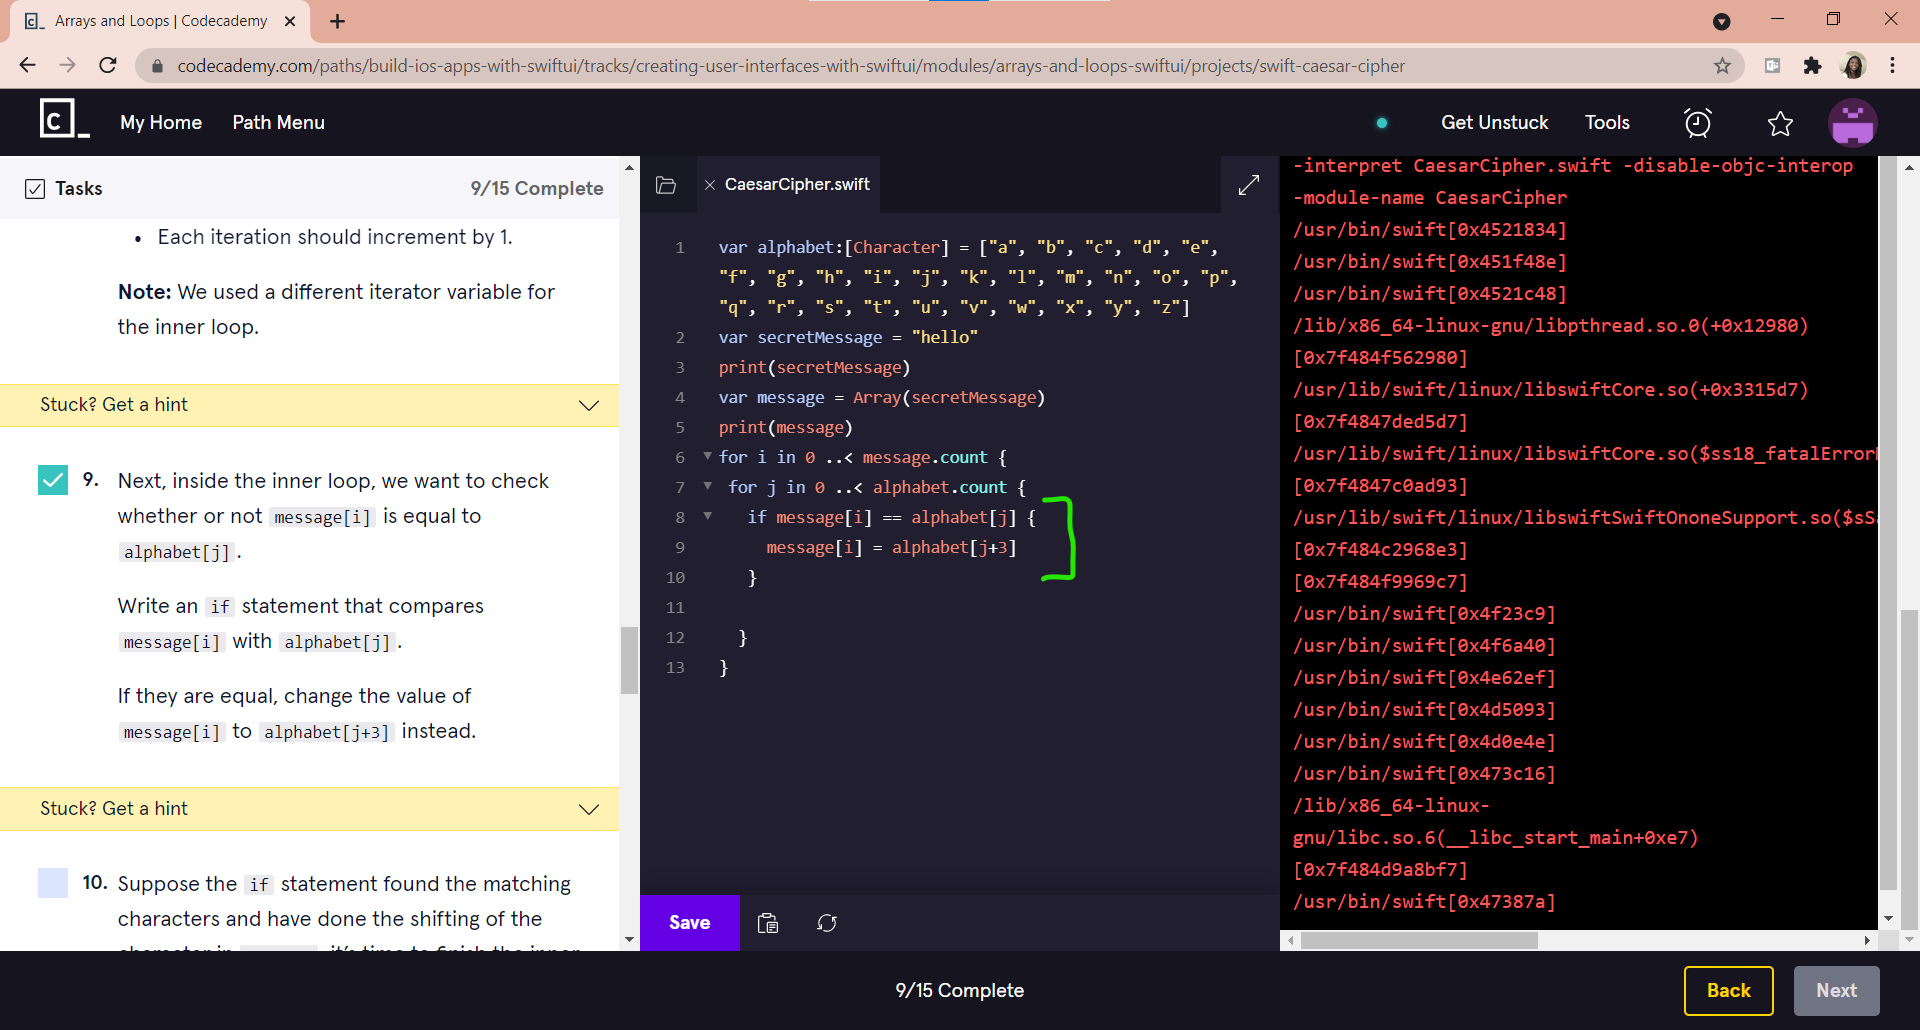 Arrays and Loops | Codecademy
codecademy.com/paths/build-ios-apps-with-swiftui/tracks/creating-user-interfaces-with-swiftui/modules/arrays-and-loops-swiftui/projects/swift-caesar-cipher
My Home Path Menu Get Unstuck Tools
Tasks 9/15 Complete
• Each iteration should increment by 1.
Note: We used a different iterator variable for
the inner loop.
Stuck? Get a hint
9. Next, inside the inner loop, we want to check
whether or not message[i] is equal to
alphabet[j].
Write an if statement that compares
message[i] with alphabet[j].
If they are equal, change the value of
message[i] to alphabet[j+3] instead.
Stuck? Get a hint
10. Suppose the if statement found the matching
characters and have done the shifting of the
CaesarCipher.swift
1 var alphabet:[Character] = ["a", "b", "c", "d", "e",
"f", "g", "h", "i", "j", "k", "l", "m", "n", "o", "p",
"q", "r", "s", "t", "u", "v", "w", "x", "y", "z"]
2 var secretMessage = "hello"
3 print(secretMessage)
4 var message = Array(secretMessage)
5 print(message)
6 for i in 0 ..< message.count {
7 for j in 0 ..< alphabet.count {
8 if message[i] == alphabet[j] {
9 message[i] = alphabet[j+3]
10 }
11
12 }
13 }
Save
-interpret CaesarCipher.swift -disable-objc-interop
-module-name CaesarCipher
/usr/bin/swift[0x4521834]
/usr/bin/swift[0x451f48e]
/usr/bin/swift[0x4521c48]
/lib/x86_64-linux-gnu/libpthread.so.0(+0x12980)
[0x7f484f562980]
/usr/lib/swift/linux/libswiftCore.so(+0x3315d7)
[0x7f4847ded5d7]
/usr/lib/swift/linux/libswiftCore.so($ss18_fatalError
[0x7f4847c0ad93]
/usr/lib/swift/linux/libswiftSwiftOnoneSupport.so($sS
[0x7f484c2968e3]
[0x7f484f9969c7]
/usr/bin/swift[0x4f23c9]
/usr/bin/swift[0x4f6a40]
/usr/bin/swift[0x4e62ef]
/usr/bin/swift[0x4d5093]
/usr/bin/swift[0x4d0e4e]
/usr/bin/swift[0x473c16]
/lib/x86_64-linux-
gnu/libc.so.6(__libc_start_main+0xe7)
[0x7f484d9a8bf7]
/usr/bin/swift[0x47387a]
9/15 Complete
Back Next